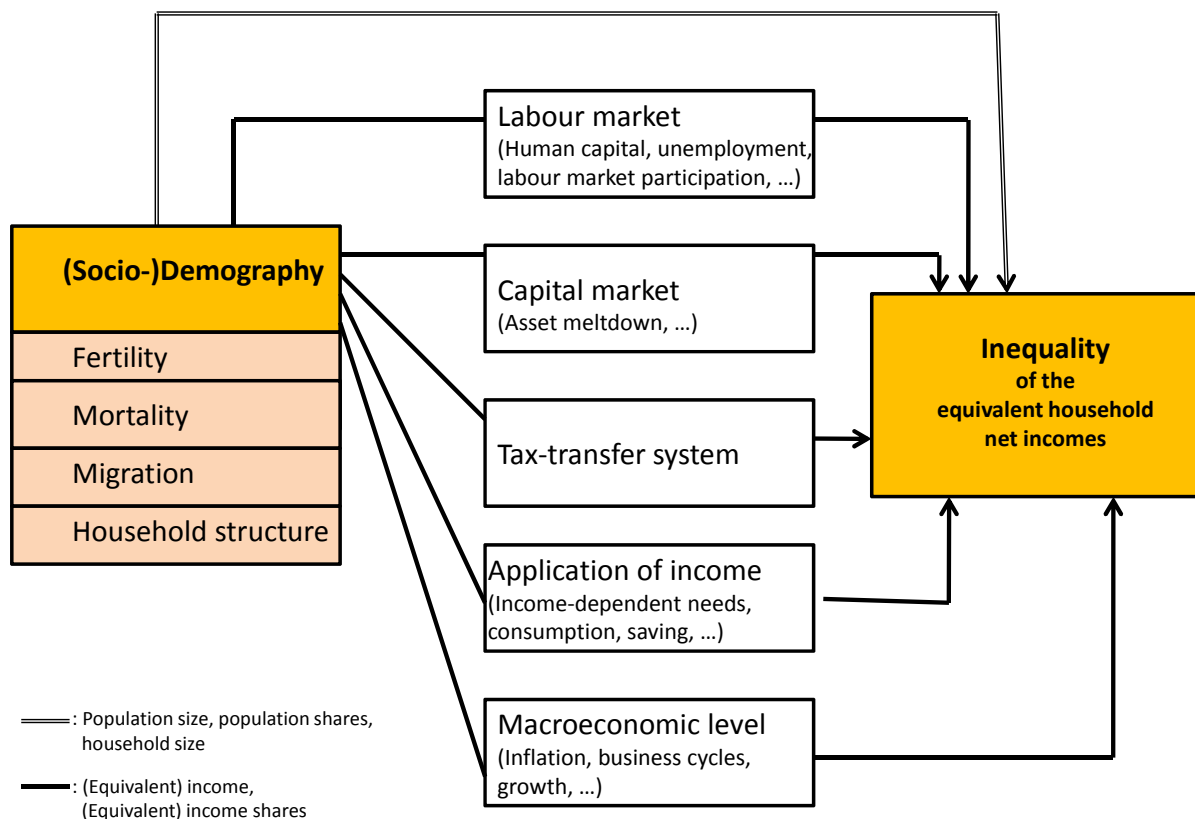 Labour market
(Human capital, unemployment,
labour market participation, …)
(Socio-)Demography
Fertility
Mortality
Migration
Household structure
Capital market
(Asset meltdown, …)
Tax-transfer system
Application of income
(Income-dependent needs,
consumption, saving, …)
Macroeconomic level
(Inflation, business cycles,
growth, …)
Inequality
of the
equivalent household
net incomes
: Population size, population shares,
household size
: (Equivalent) income,
(Equivalent) income shares